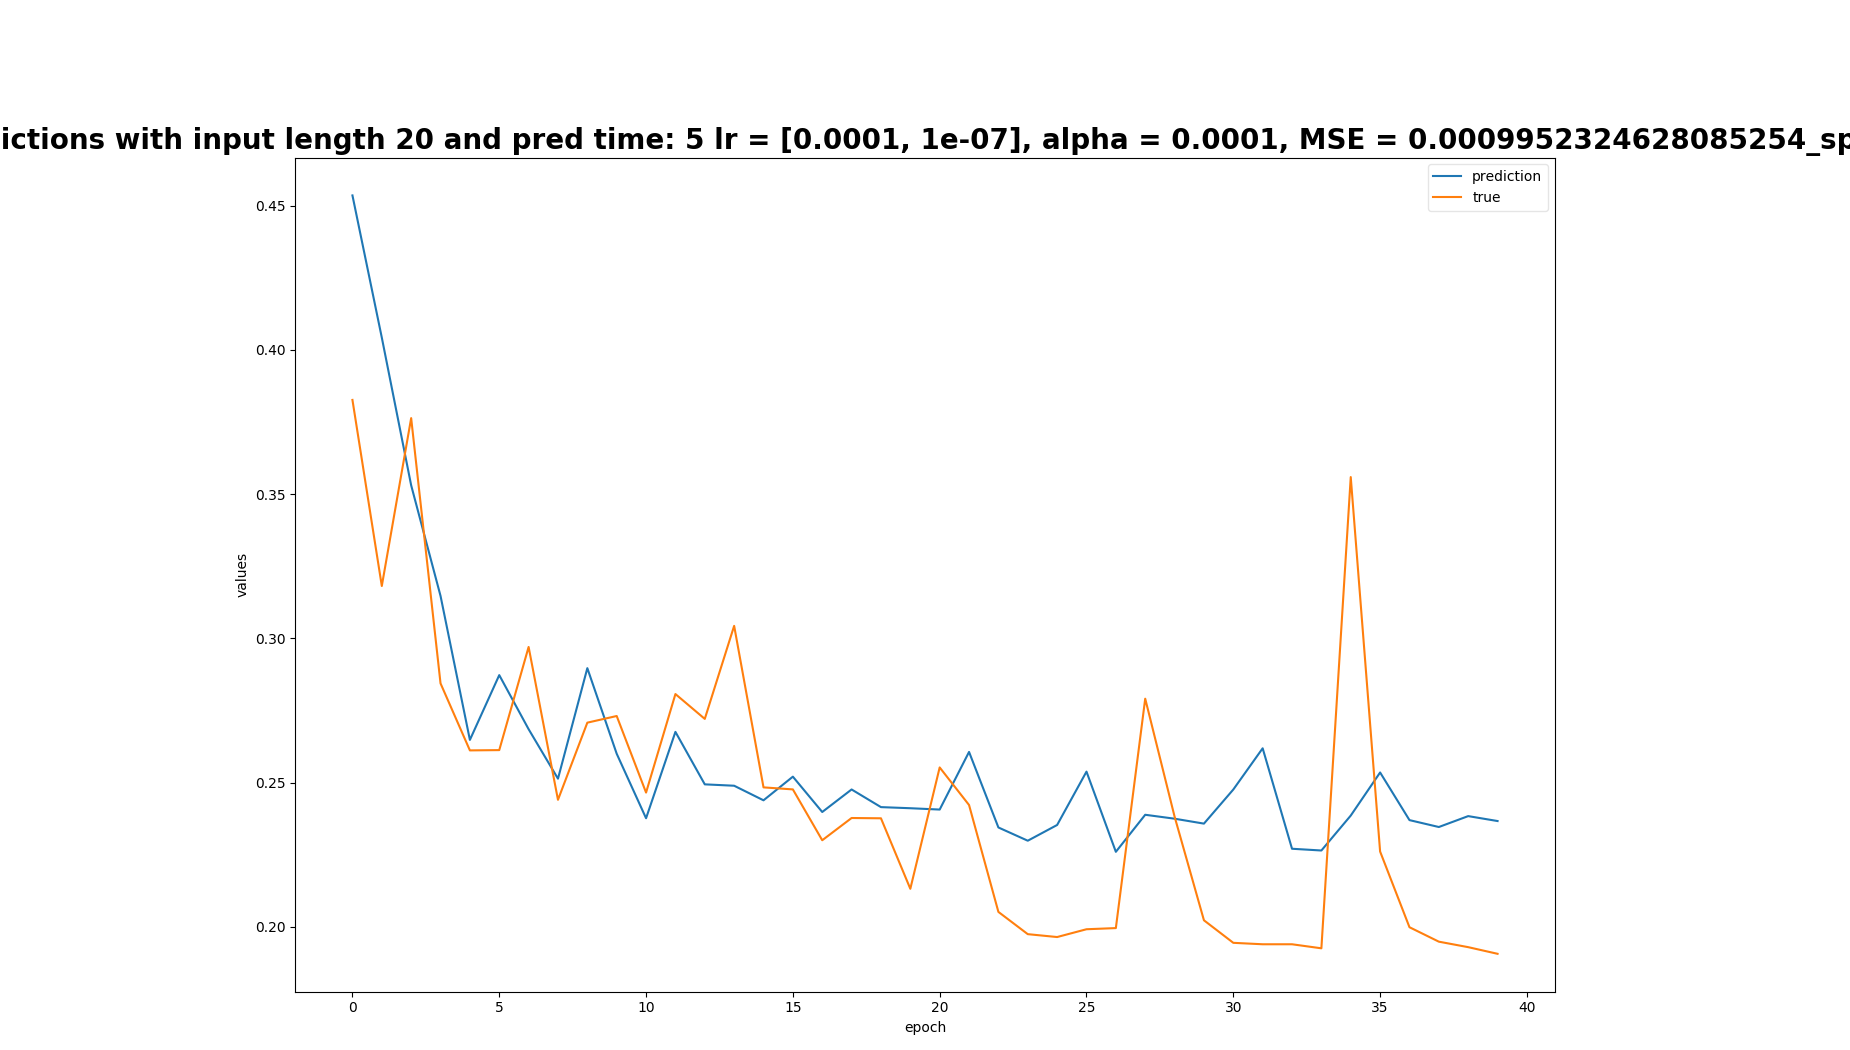 ictions with input length 20 and pred time: 5 lr = [0.0001, 1e-07], alpha = 0.0001, MSE = 0.0009952324628085254_sp
prediction
true
0.45
0.40
0.35
0.30
0.25
0.20
values
0 5 10 15 20 25 30 35 40
epoch